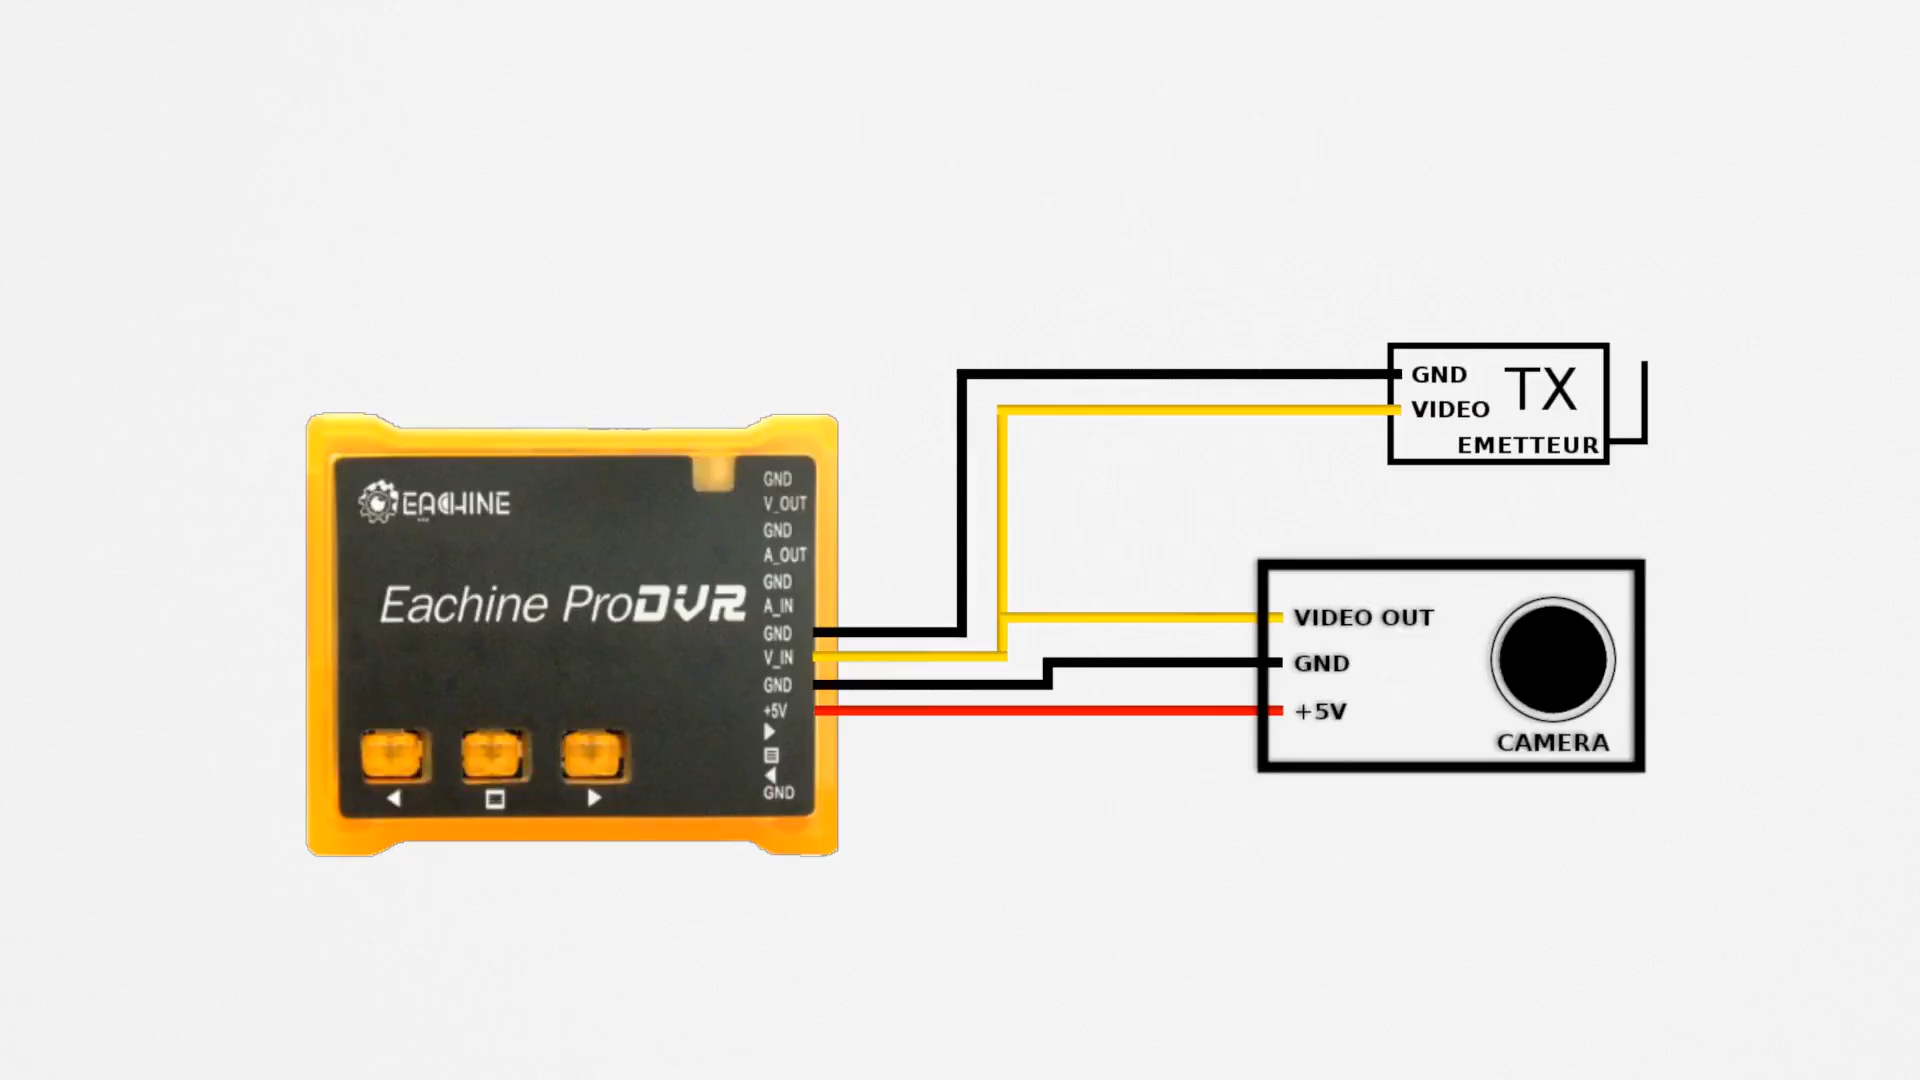 EACHINE
Eachine ProDVR
GND
V_OUT
GND
A_OUT
GND
A_IN
GND
V_IN
GND
+5V
GND
GND
VIDEO
TX
EMETTEUR
VIDEO OUT
GND
+5V
CAMERA